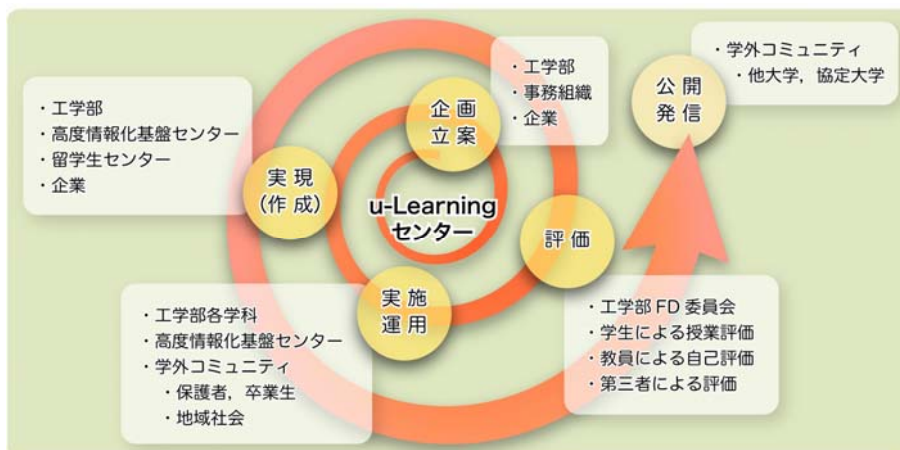 u-Learning
センター
企画
立案
・工学部
・事務組織
・企業
実現
（作成）
・工学部
・高度情報化基盤センター
・留学生センター
・企業
実施
運用
・工学部各学科
・高度情報化基盤センター
・学外コミュニティ
・保護者，卒業生
・地域社会
評価
・工学部 FD 委員会
・学生による授業評価
・教員による自己評価
・第三者による評価
公開
発信
・学外コミュニティ
・他大学，協定大学